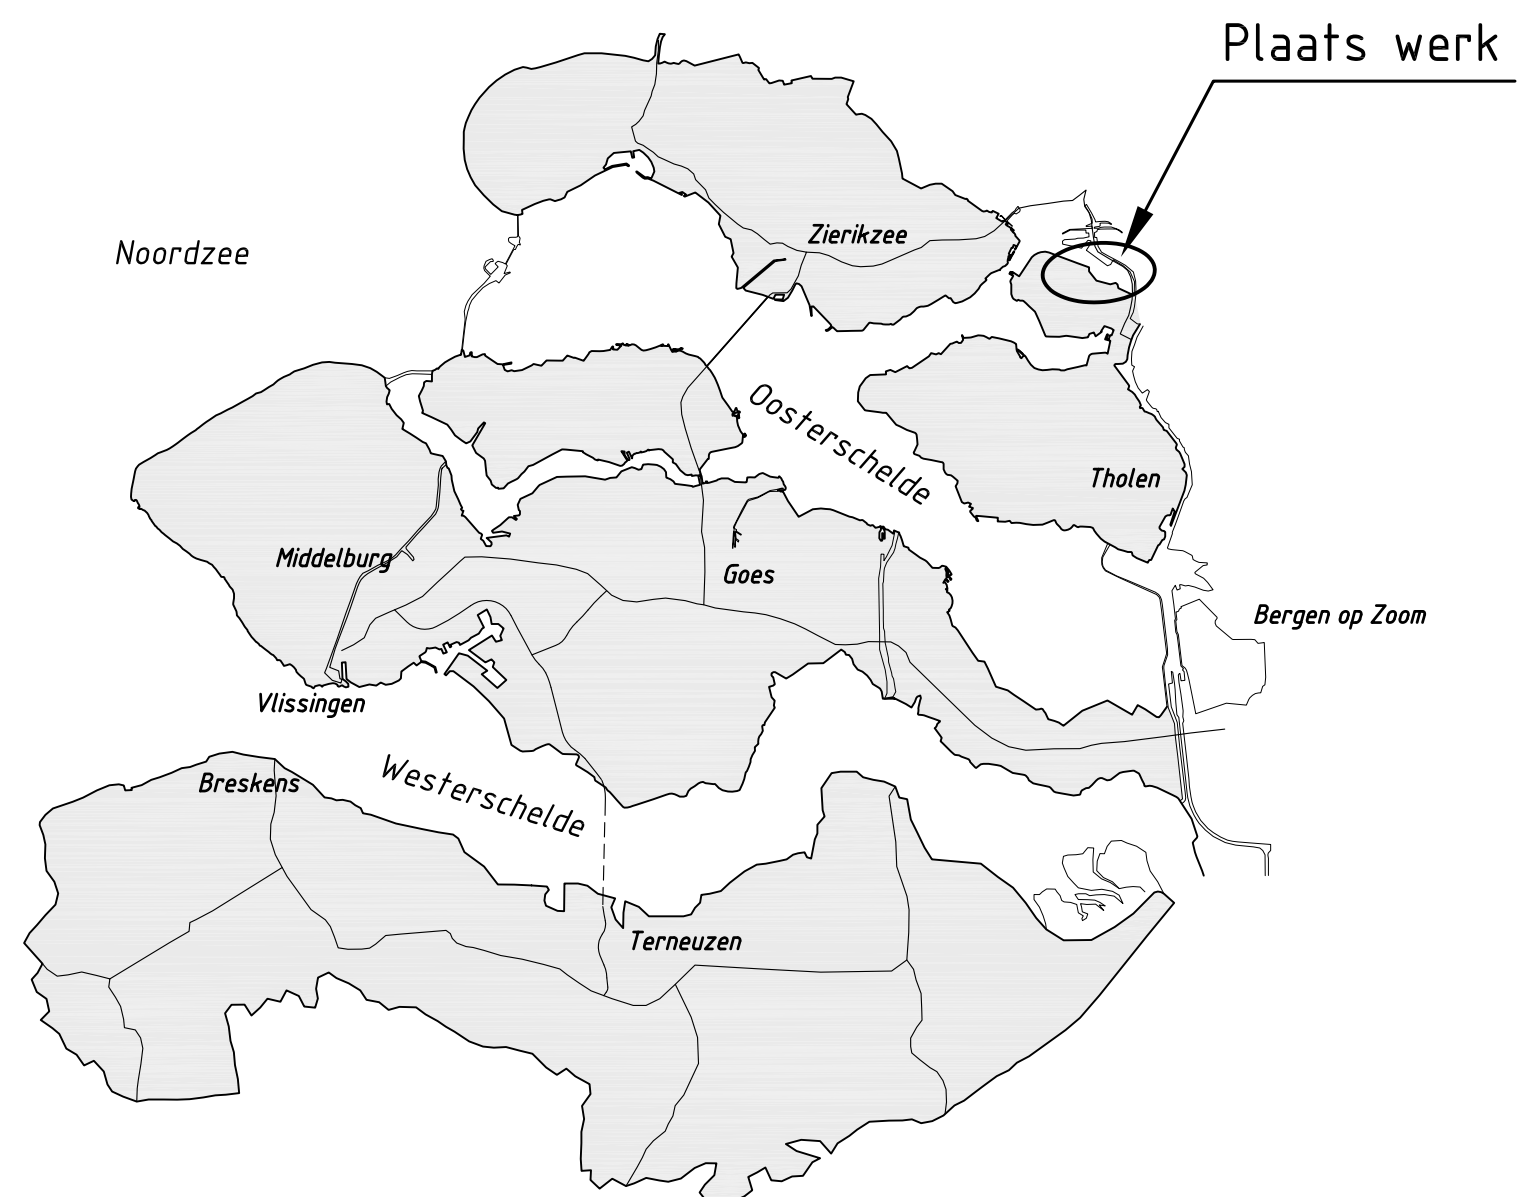 Plaats werk
Noordzee
Zierikzee
Oosterschelde
Tholen
Middelburg
Goes
Bergen op Zoom
Vlissingen
Westerschelde
Breskens
Terneuzen